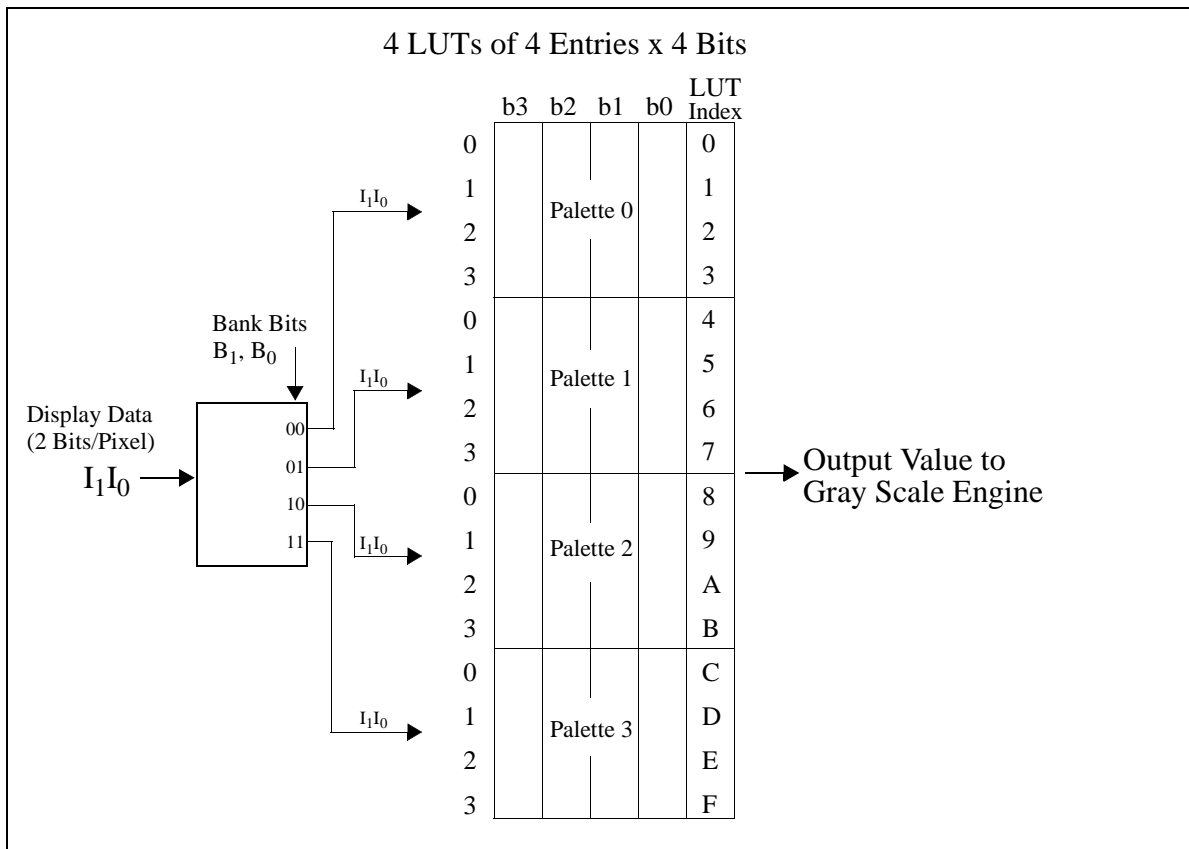 4 LUTs of 4 Entries x 4 Bits
b3 b2 b1 b0 LUT Index
0 0
1 1
I1I0
Palette 0
2 2
3 3
0 4
Bank Bits
B1, B0
1 5
I1I0
Palette 1
2 6
Display Data
(2 Bits/Pixel)
I1I0
00
01
10
11
3 7
Output Value to
Gray Scale Engine
0 8
1 9
I1I0
Palette 2
2 A
3 B
0 C
1 D
I1I0
Palette 3
2 E
3 F